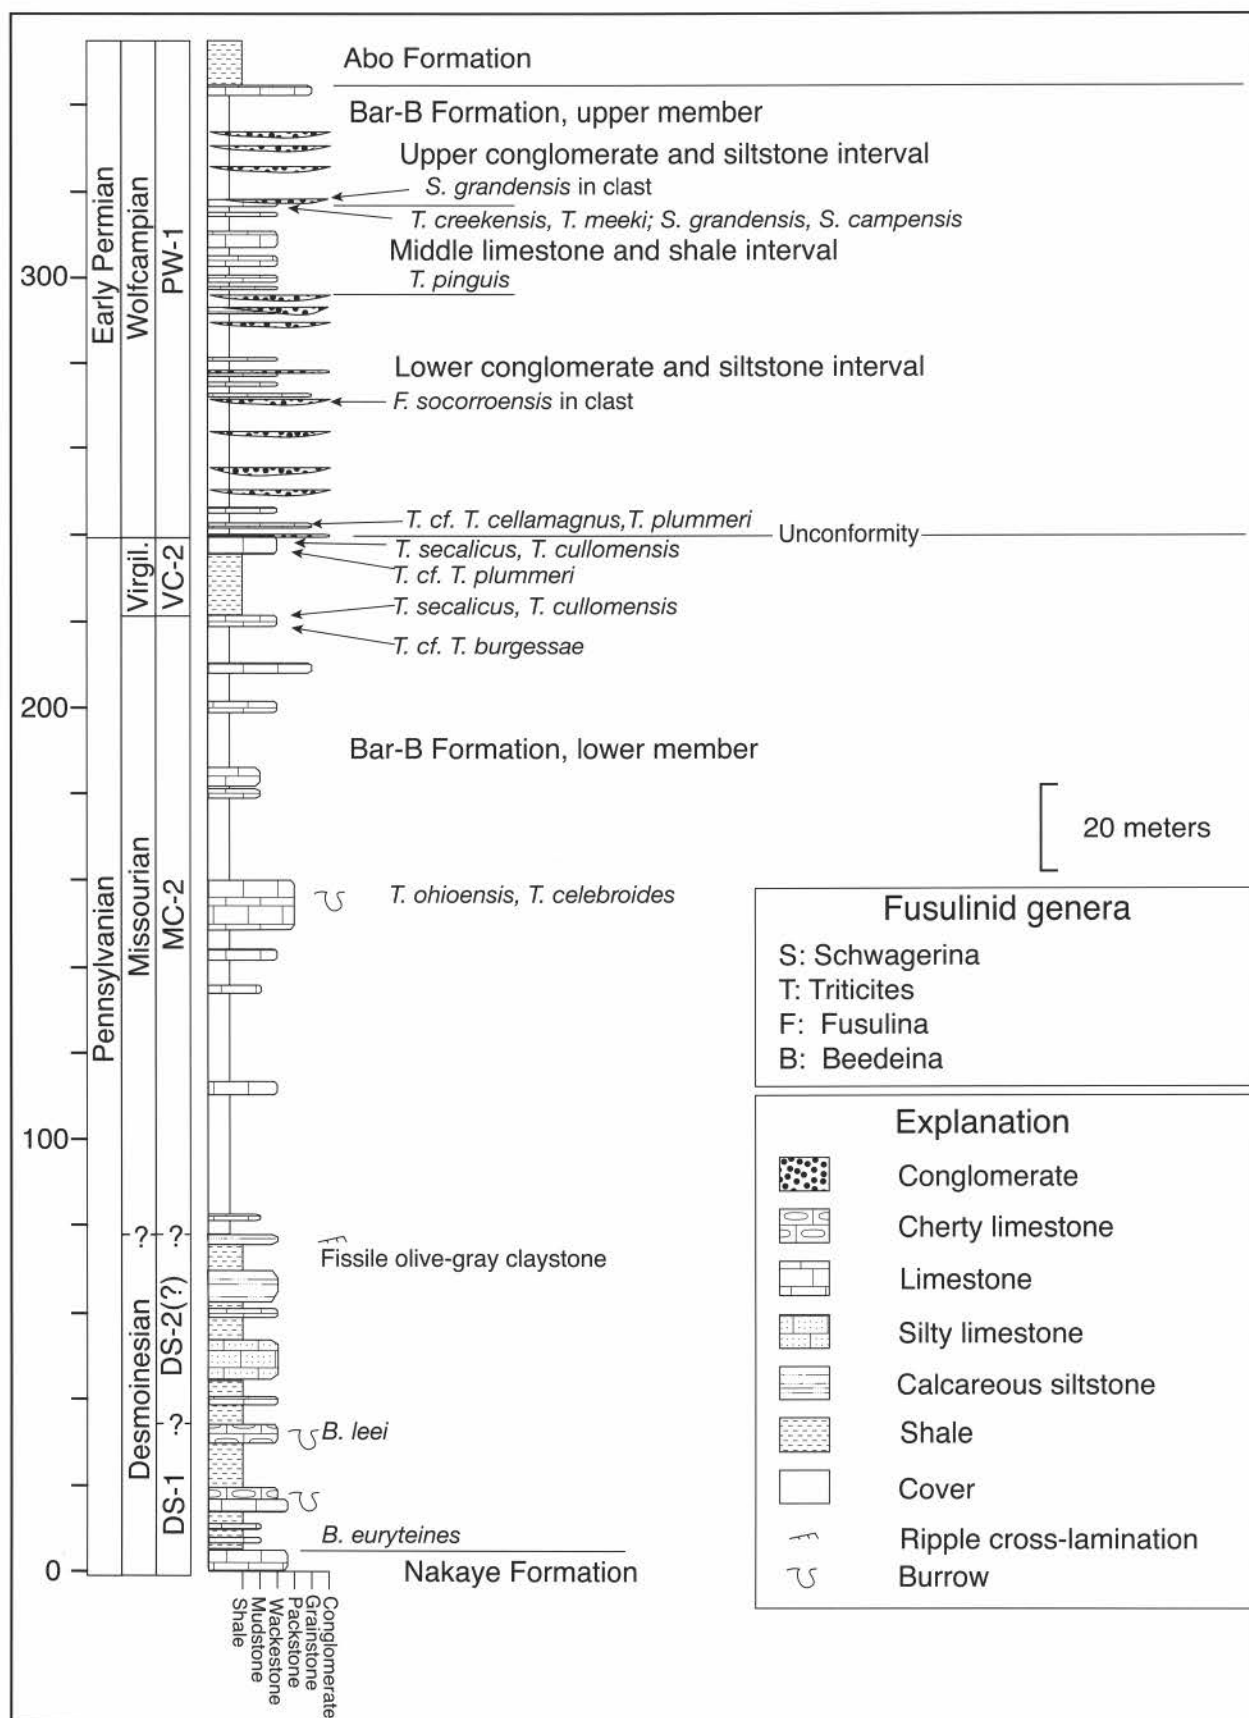 Abo Formation
Bar-B Formation, upper member
Upper conglomerate and siltstone interval
S. grandensis in clast
T. creekensis, T. meeki; S. grandensis, S. campensis
Middle limestone and shale interval
T. pinguis
Lower conglomerate and siltstone interval
F. socorroensis in clast
T. cf. T. cellamagnus, T. plummeri
Unconformity
T. secalicus, T. cullomensis
T. cf. T. plummeri
T. secalicus, T. cullomensis
T. cf. T. burgessae
Bar-B Formation, lower member
T. ohioensis, T. celebroides
Fissile olive-gray claystone
B. leei
B. euryteines
Nakaye Formation
300
200
100
0
Early Permian
Pennsylvanian
Wolfcampian
Virgil.
Missourian
?
Desmoinesian
PW-1
VC-2
MC-2
?
DS-2(?)
?
DS-1
Shale
Mudstone
Wackestone
Packstone
Grainstone
Conglomerate
20 meters
Fusulinid genera
S: Schwagerina
T: Triticites
F: Fusulina
B: Beedeina
Explanation
Conglomerate
Cherty limestone
Limestone
Silty limestone
Calcareous siltstone
Shale
Cover
Ripple cross-lamination
Burrow